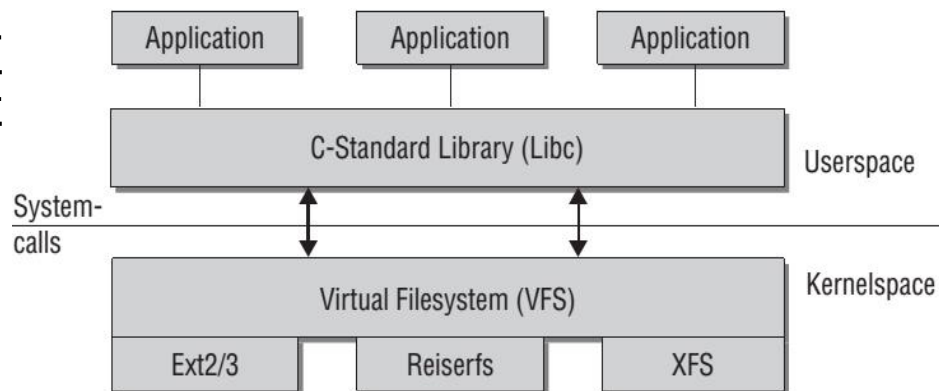 Application
Application
Application
C-Standard Library (Libc)
Userspace
System-
calls
Kernelspace
Virtual Filesystem (VFS)
Ext2/3
Reiserfs
XFS